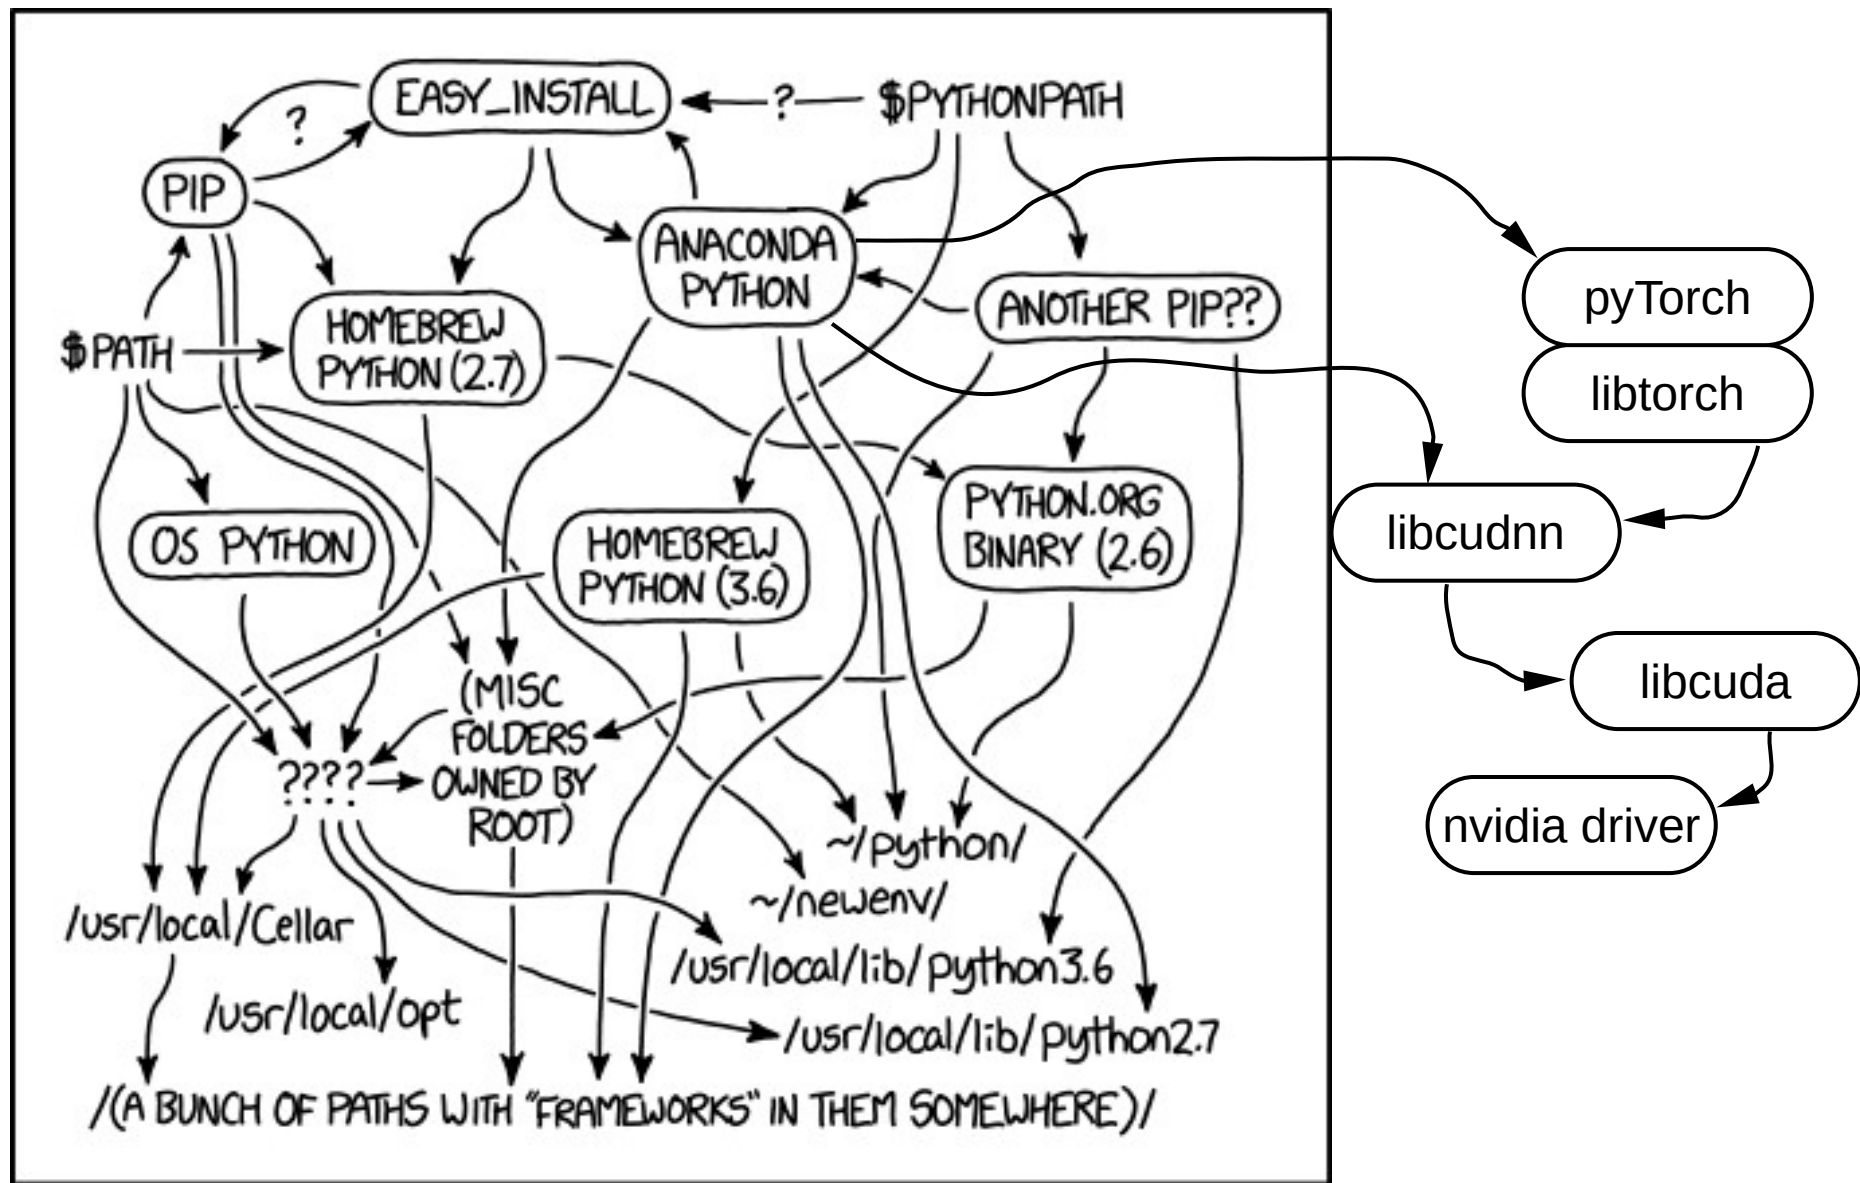 EASY_INSTALL
?
$PYTHONPATH
?
PIP
ANACONDA
PYTHON
pyTorch
ANOTHER PIP??
HOMEBREW
PYTHON (2.7)
$PATH
libtorch
PYTHON.ORG
BINARY (2.6)
OS PYTHON
HOMEBREW
PYTHON (3.6)
libcudnn
(MISC
FOLDERS
OWNED BY
ROOT)
libcuda
????
nvidia driver
~/python/
~/newenv/
/usr/local/Cellar
/usr/local/lib/python3.6
/usr/local/opt
/usr/local/lib/python2.7
/(A BUNCH OF PATHS WITH "FRAMEWORKS" IN THEM SOMEWHERE)/